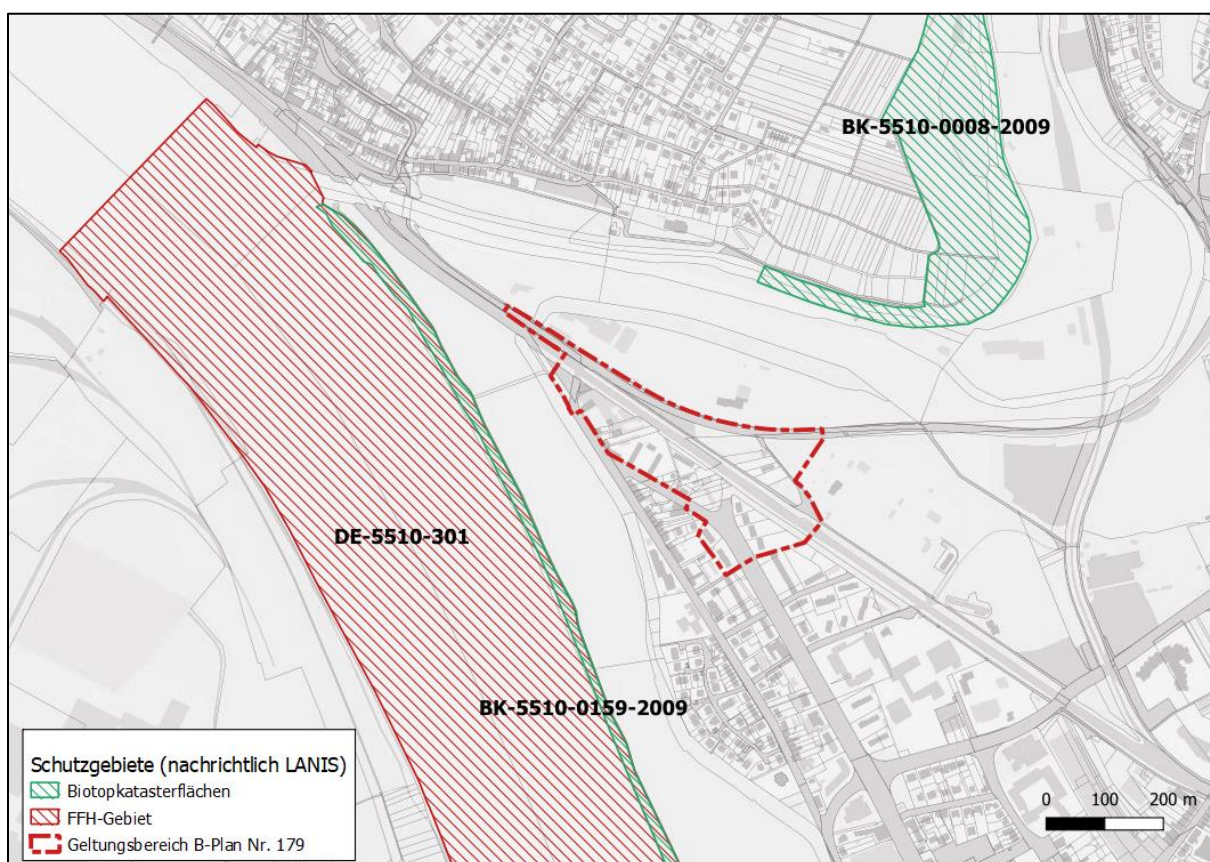 BK-5510-0008-2009
DE-5510-301
BK-5510-0159-2009
Schutzgebiete (nachrichtlich LANIS)
Biotopkatasterflächen
FFH-Gebiet
Geltungsbereich B-Plan Nr. 179
0 100 200 m